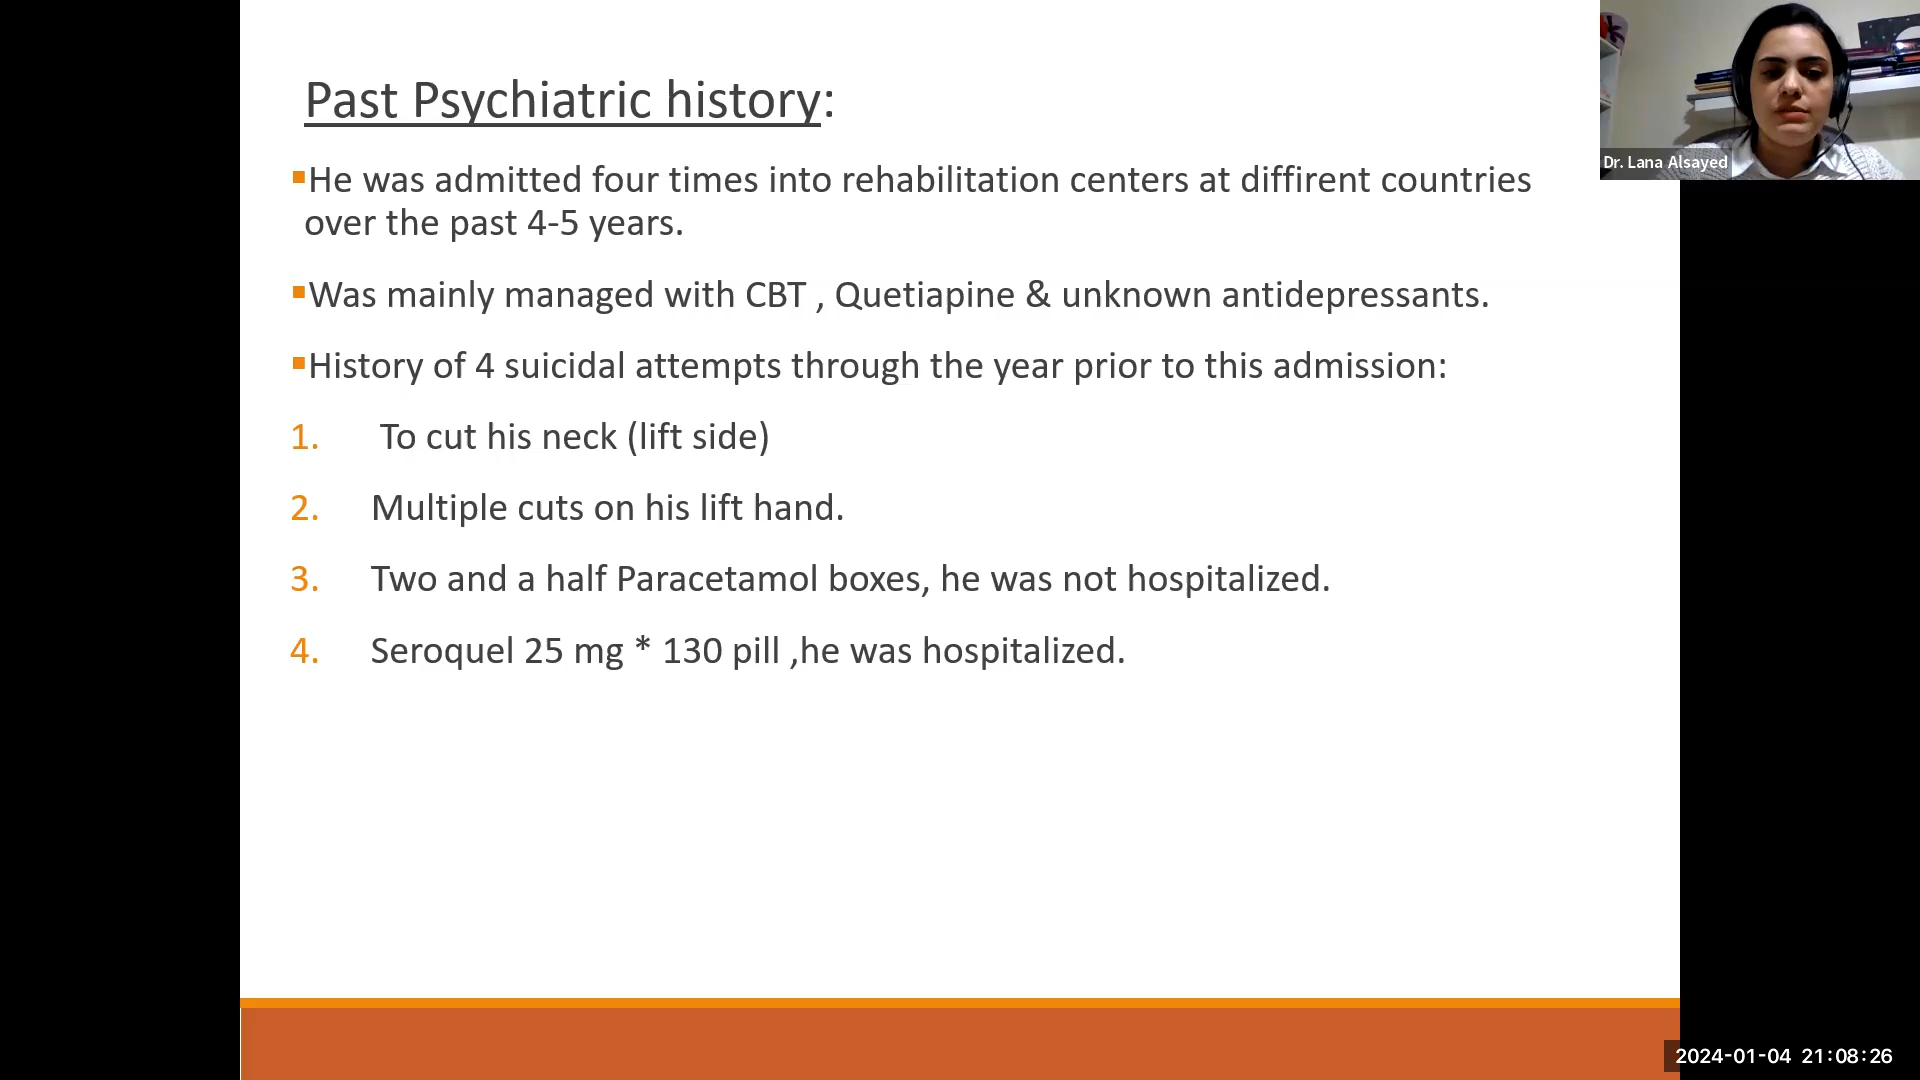 Past Psychiatric history:
▪He was admitted four times into rehabilitation centers at diffirent countries
over the past 4-5 years.
▪Was mainly managed with CBT , Quetiapine & unknown antidepressants.
▪History of 4 suicidal attempts through the year prior to this admission:
1. To cut his neck (lift side)
2. Multiple cuts on his lift hand.
3. Two and a half Paracetamol boxes, he was not hospitalized.
4. Seroquel 25 mg * 130 pill ,he was hospitalized.
Dr. Lana Alsayed
2024-01-04 21:08:26